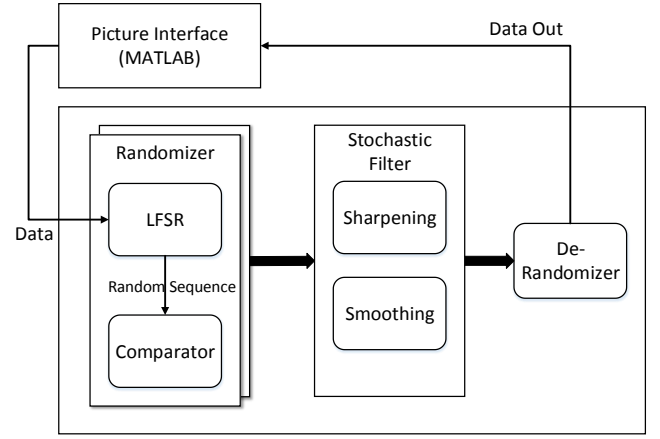 Picture Interface
(MATLAB)
Data Out
Data
Randomizer
LFSR
Random Sequence
Comparator
Stochastic
Filter
Sharpening
Smoothing
De-
Randomizer